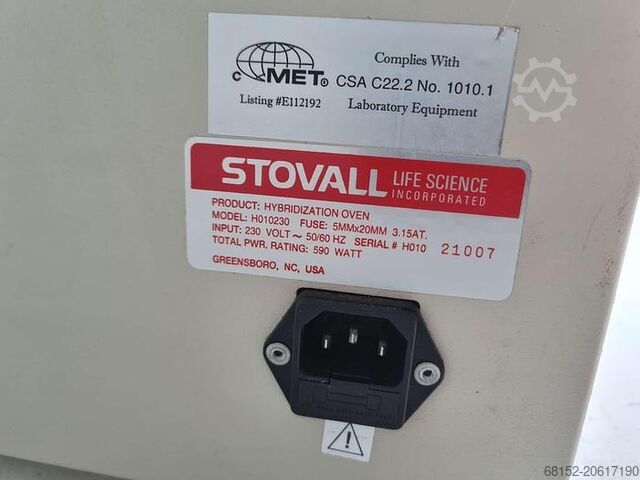 C MET ®
Complies With
CSA C22.2 No. 1010.1
Listing #E112192 Laboratory Equipment
STOVALL LIFE SCIENCE INCORPORATED
PRODUCT: HYBRIDIZATION OVEN
MODEL: H010230 FUSE: 5MMx20MM 3.15AT.
INPUT: 230 VOLT ~ 50/60 HZ SERIAL # H010 21007
TOTAL PWR. RATING: 590 WATT
GREENSBORO, NC, USA
68152-20617190